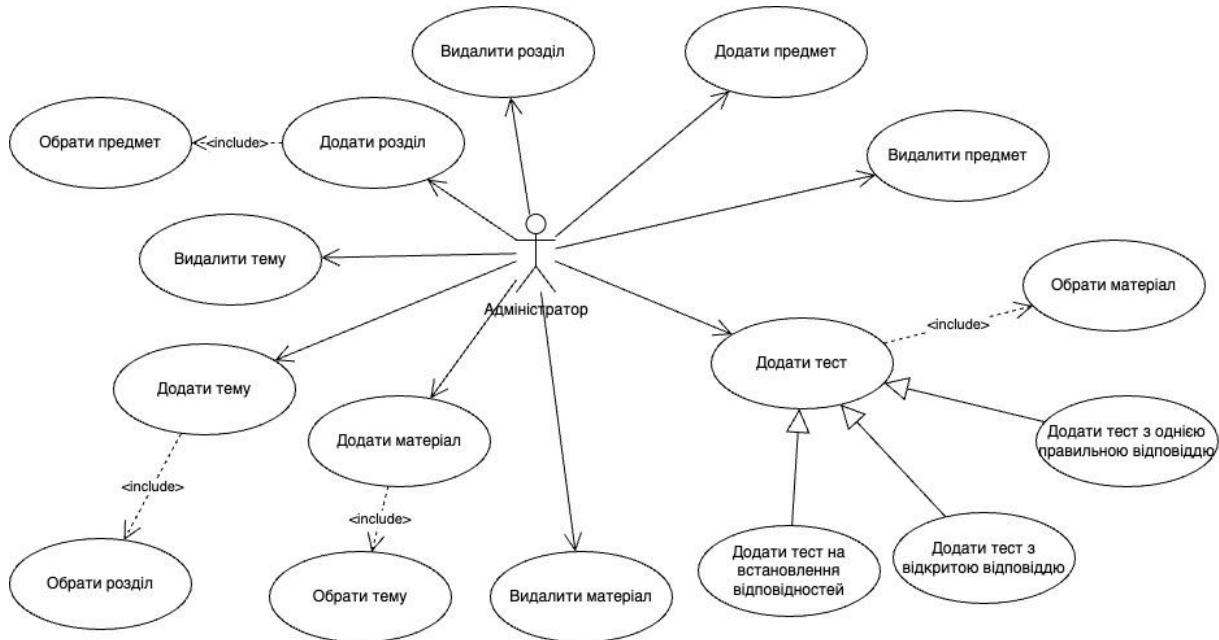 Видалити розділ
Додати предмет
Обрати предмет
<include>
Додати розділ
Видалити предмет
Видалити тему
Адміністратор
Обрати матеріал
<include>
Додати тест
Додати тему
Додати матеріал
Додати тест з однією
правильною відповіддю
<include>
<include>
Обрати розділ
Обрати тему
Видалити матеріал
Додати тест на
встановлення
відповідностей
Додати тест з
відкритою відповіддю